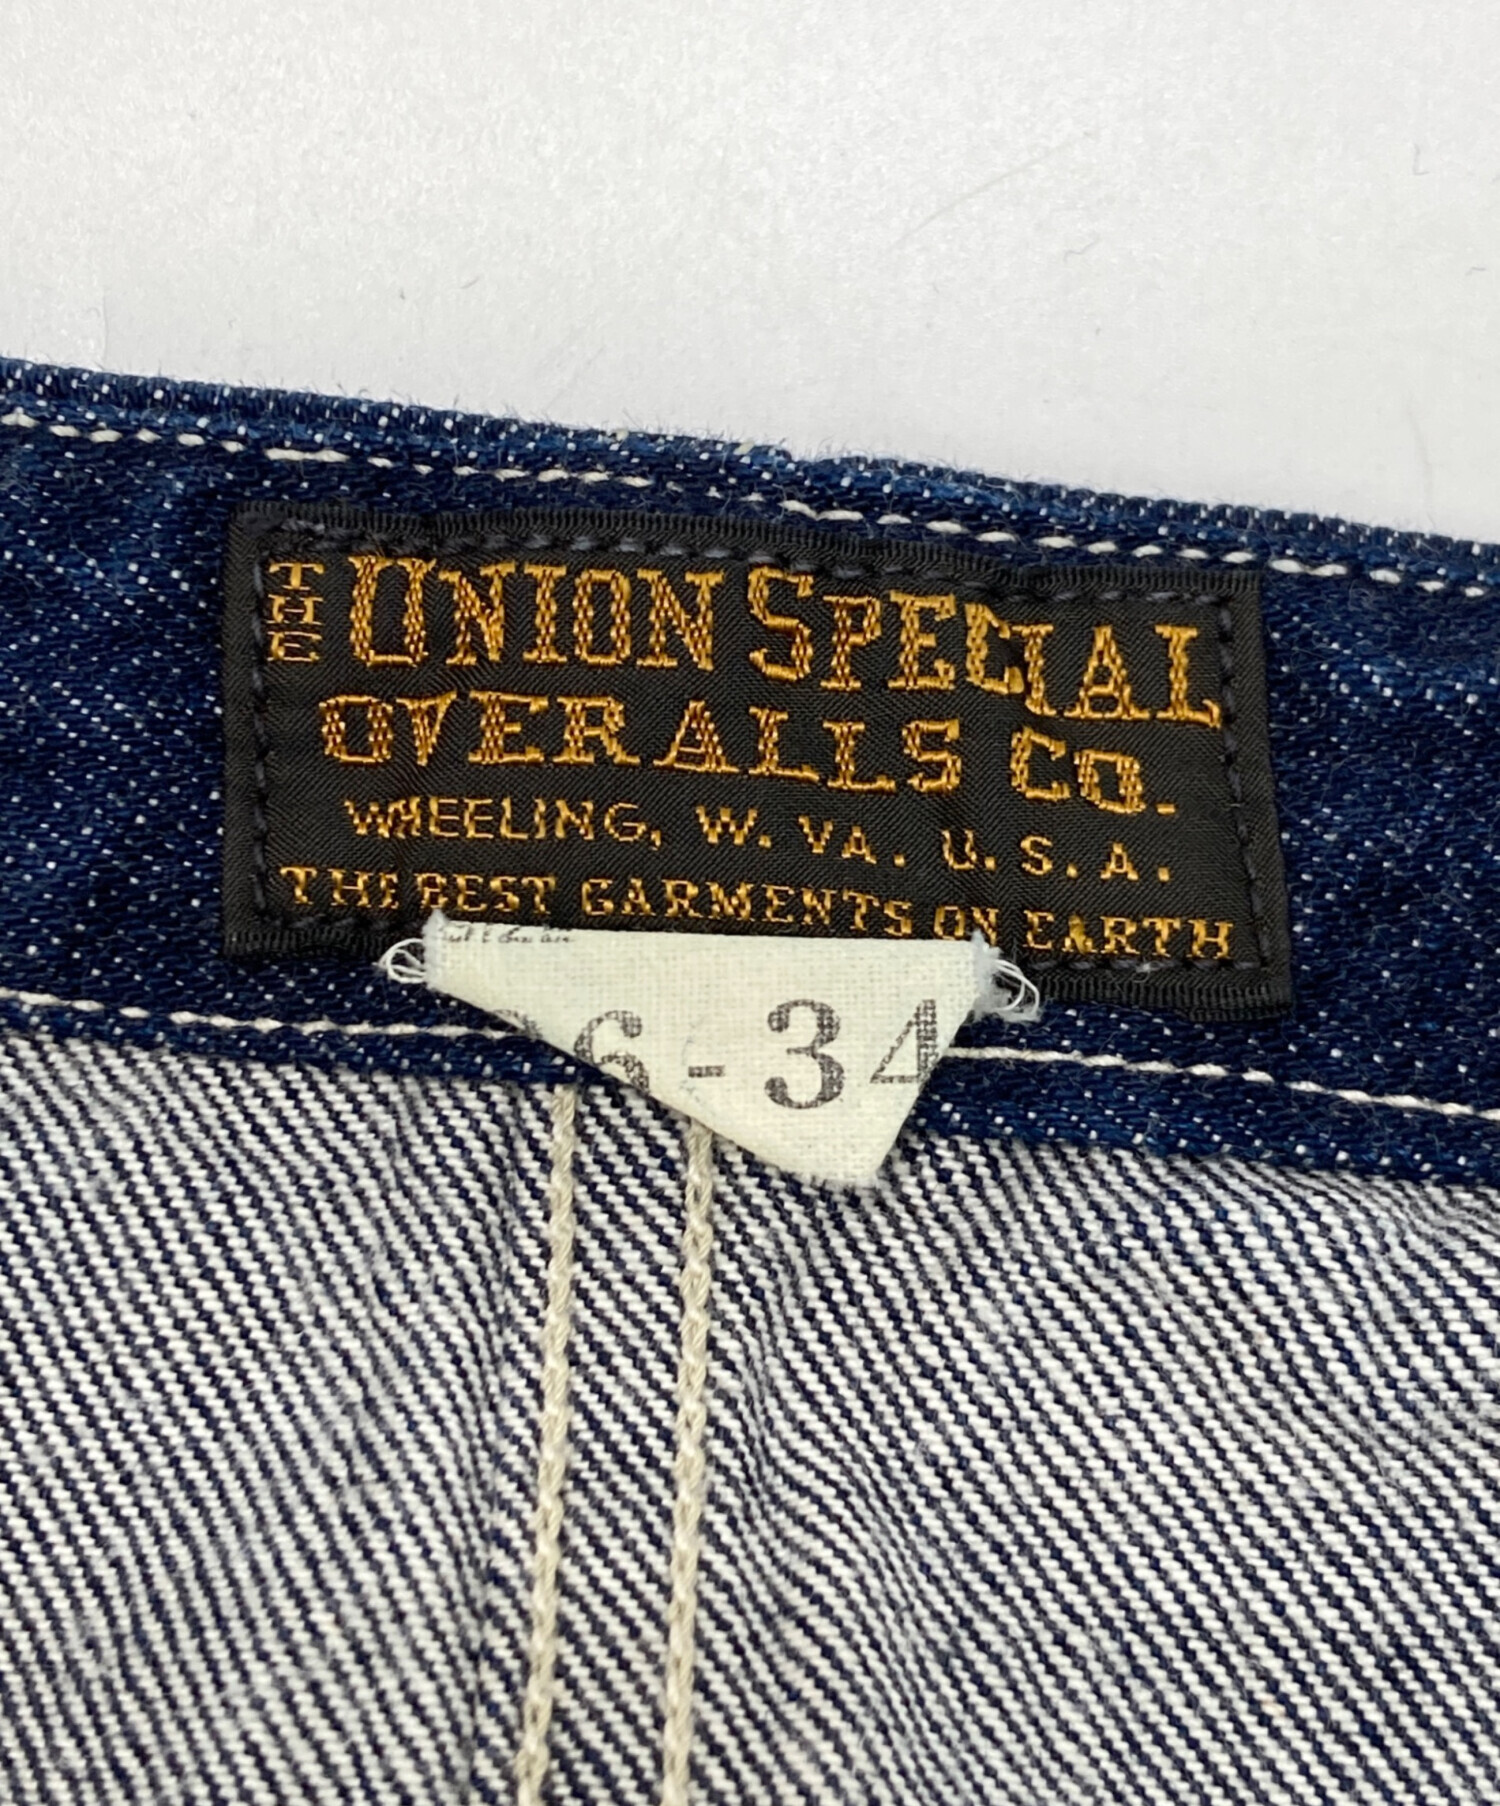 THE UNION SPECIAL
OVERALLS CO.
WHEELING, W. VA. U. S. A.
THE BEST GARMENTS ON EARTH
6-34